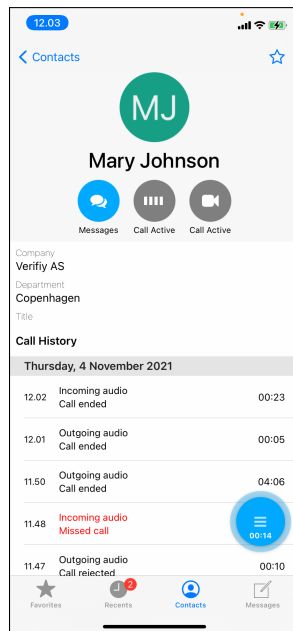 12.03
Contacts
MJ
Mary Johnson
Messages
Call Active
Call Active
Company
Verifiy AS
Department
Copenhagen
Title
Call History
Thursday, 4 November 2021
12.02 Incoming audio 00:23
Call ended
12.01 Outgoing audio 00:05
Call ended
11.50 Outgoing audio 04:06
Call ended
11.48 Incoming audio
Missed call
00:14
11.47 Outgoing audio 00:10
Call rejected
2
Favorites
Recents
Contacts
Messages